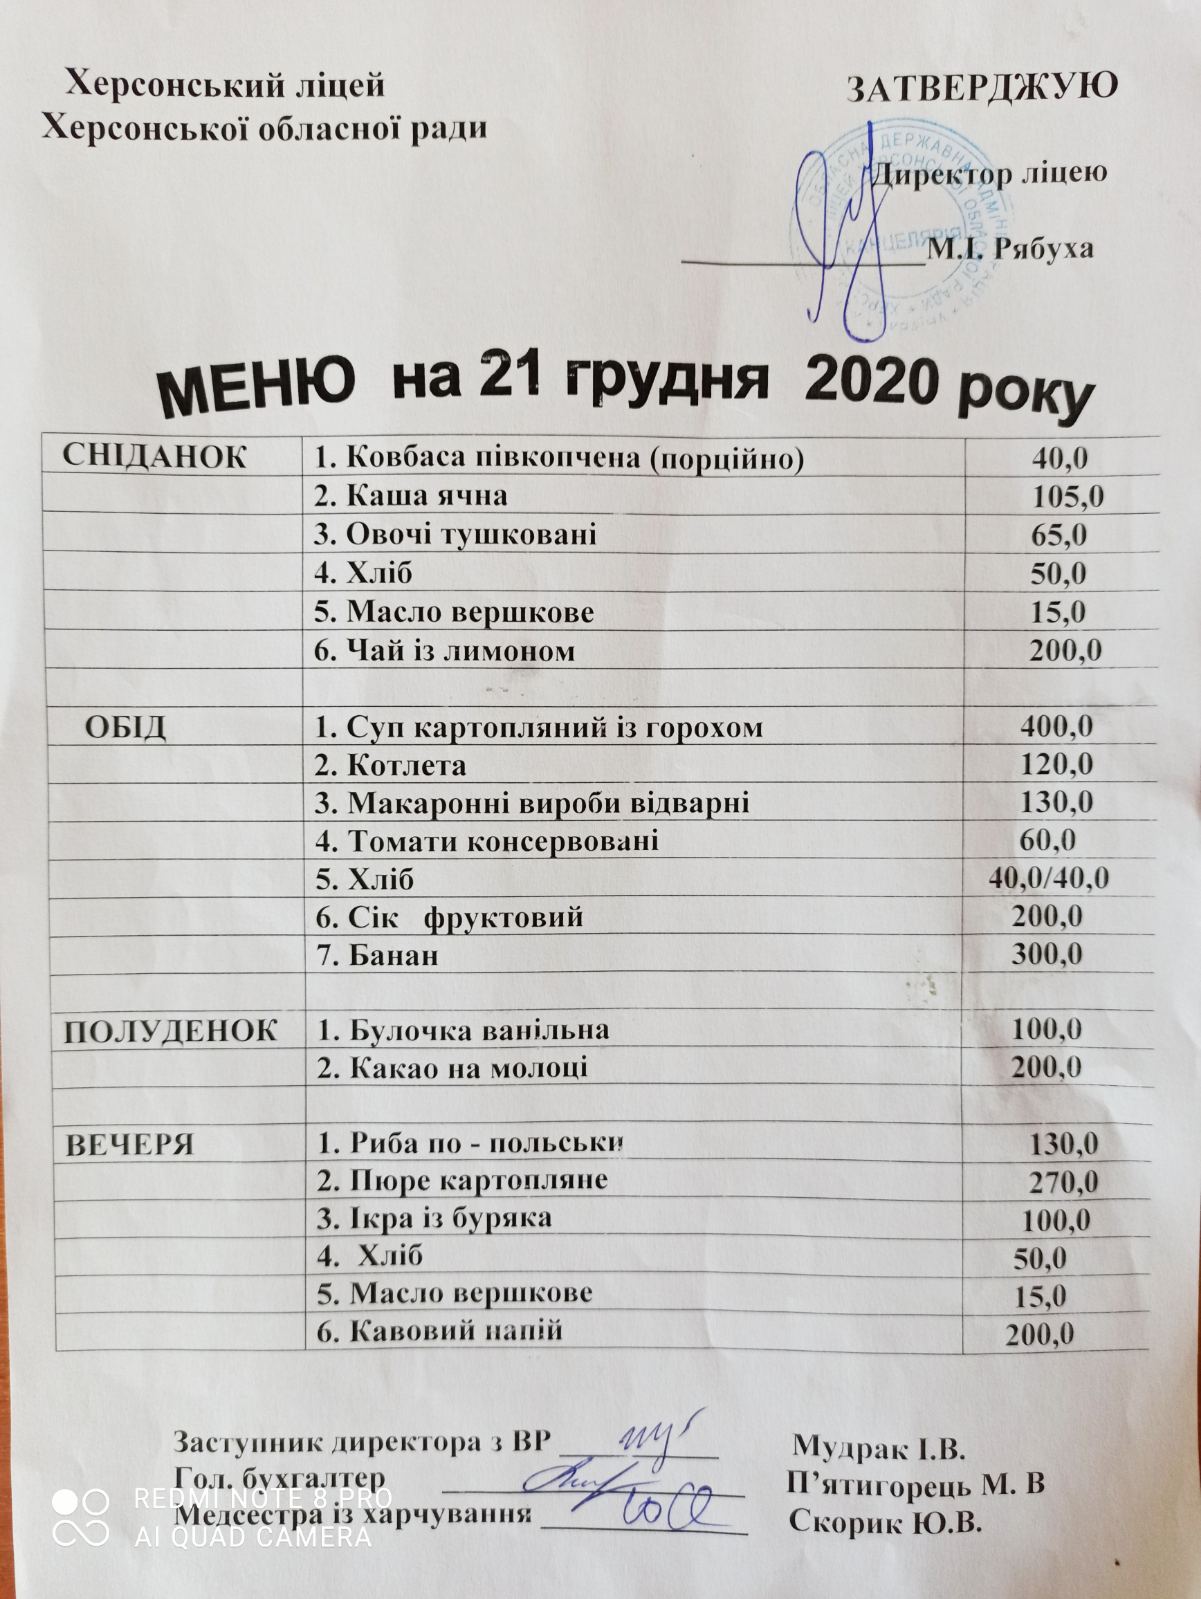 Херсонський ліцей
Херсонської обласної ради
ЗАТВЕРДЖУЮ
Директор ліцею
М.І. Рябуха
КАНЦЕЛЯРІЯ
МЕНЮ на 21 грудня 2020 року
СНІДАНОК 1. Ковбаса півкопчена (порційно) 40,0
2. Каша ячна 105,0
3. Овочі тушковані 65,0
4. Хліб 50,0
5. Масло вершкове 15,0
6. Чай із лимоном 200,0
ОБІД 1. Суп картопляний із горохом 400,0
2. Котлета 120,0
3. Макаронні вироби відварні 130,0
4. Томати консервовані 60,0
5. Хліб 40,0/40,0
6. Сік фруктовий 200,0
7. Банан 300,0
ПОЛУДЕНОК 1. Булочка ванільна 100,0
2. Какао на молоці 200,0
ВЕЧЕРЯ 1. Риба по - польськи 130,0
2. Пюре картопляне 270,0
3. Ікра із буряка 100,0
4. Хліб 50,0
5. Масло вершкове 15,0
6. Кавовий напій 200,0
Заступник директора з ВР Мудрак І.В.
Гол. бухгалтер П’ятигорець М. В
Медсестра із харчування Скорик Ю.В.
REDMI NOTE 8 PRO
AI QUAD CAMERA